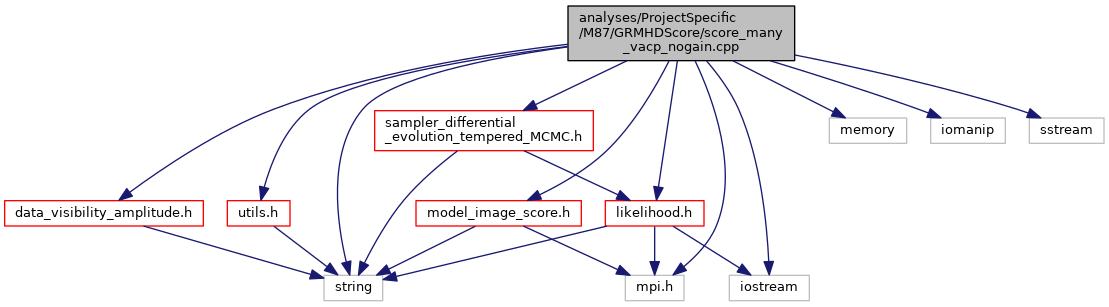 analyses/ProjectSpecific
/M87/GRMHDScore/score_many
_vacp_nogain.cpp
sampler_differential
_evolution_tempered_MCMC.h
memory
iomanip
sstream
data_visibility_amplitude.h
utils.h
model_image_score.h
likelihood.h
string
mpi.h
iostream